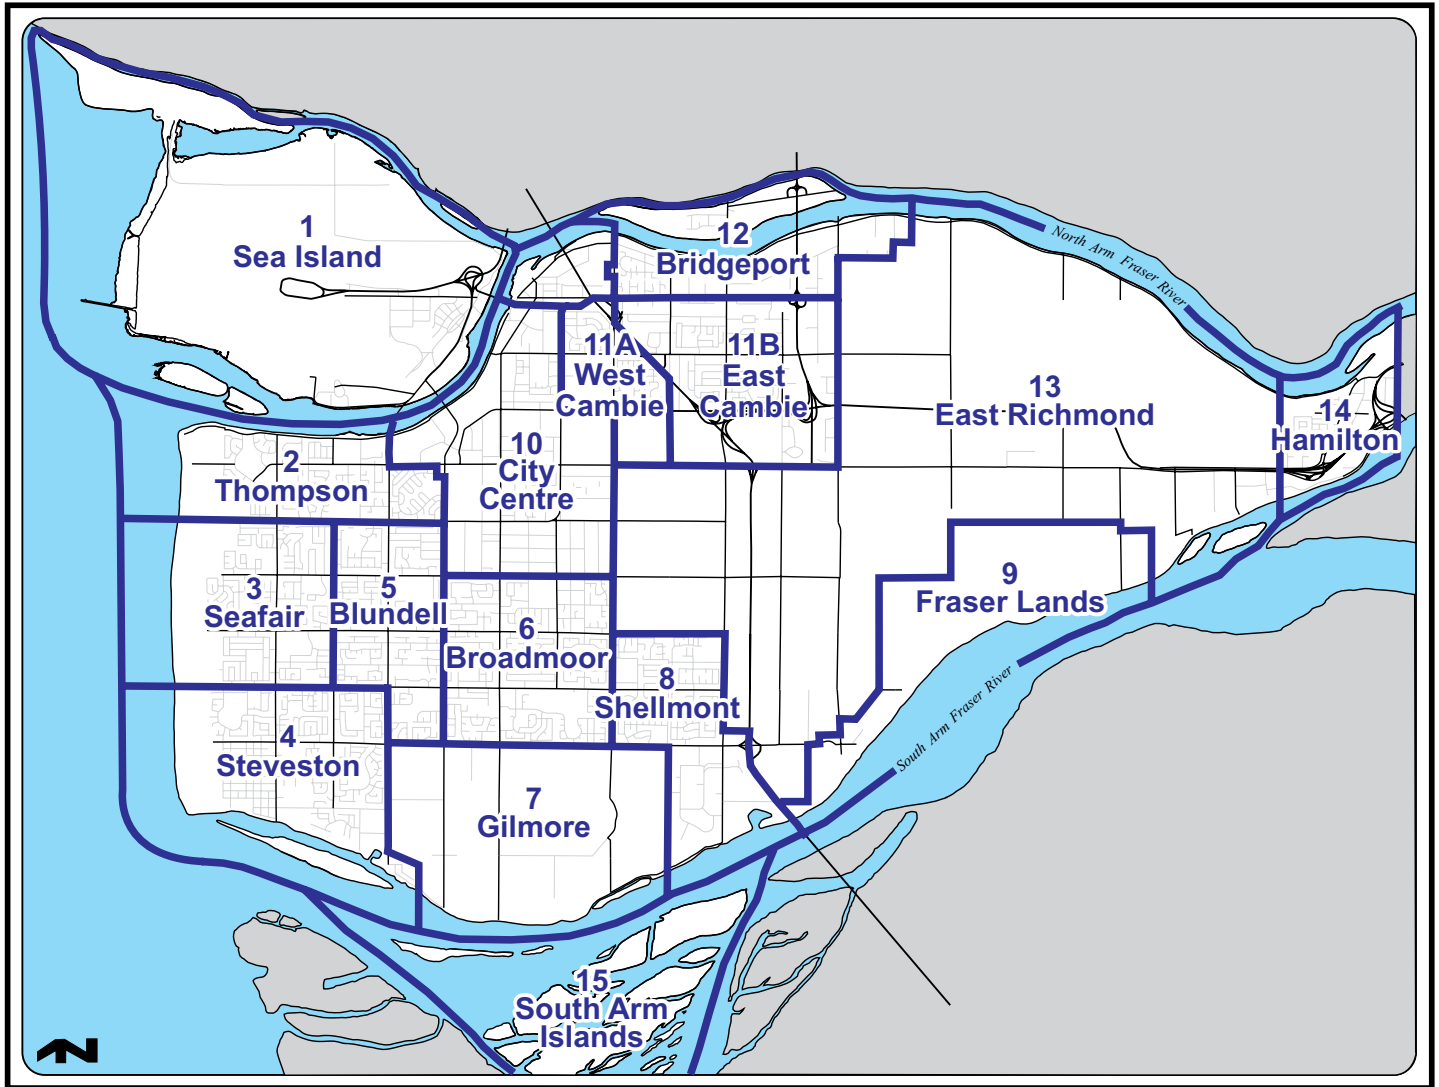 1
Sea Island
12
Bridgeport
North Arm Fraser River
11A
West
Cambie
11B
East
Cambie
13
East Richmond
14
Hamilton
10
City
Centre
2
Thompson
3
Seafair
5
Blundell
6
Broadmoor
9
Fraser Lands
8
Shellmont
South Arm Fraser River
4
Steveston
7
Gilmore
15
South Arm
Islands
N